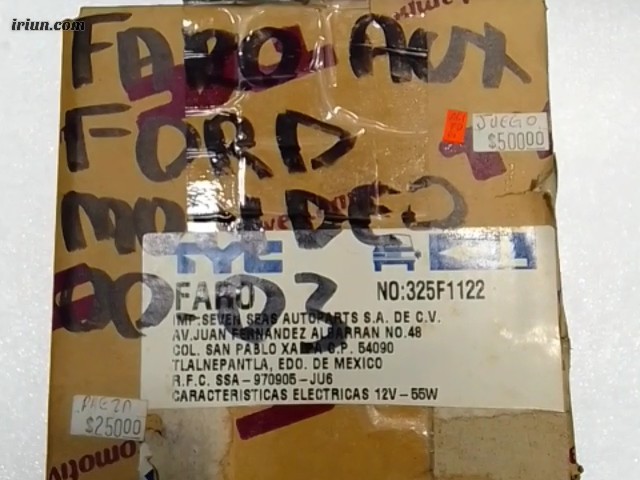 iriun.com
FARO AUX
FORD
MONDEO
00 03
JUEGO
$50000
TYC
FARO NO:325F1122
IMP:SEVEN SEAS AUTOPARTS S.A. DE C.V.
AV.JUAN FERNANDEZ ALBARRAN NO.48
COL. SAN PABLO XALPA C.P. 54090
TLALNEPANTLA, EDO. DE MEXICO
R.F.C. SSA-970905-JU6
CARACTERISTICAS ELECTRICAS 12V-55W
PIEZA
$25000
omotiv